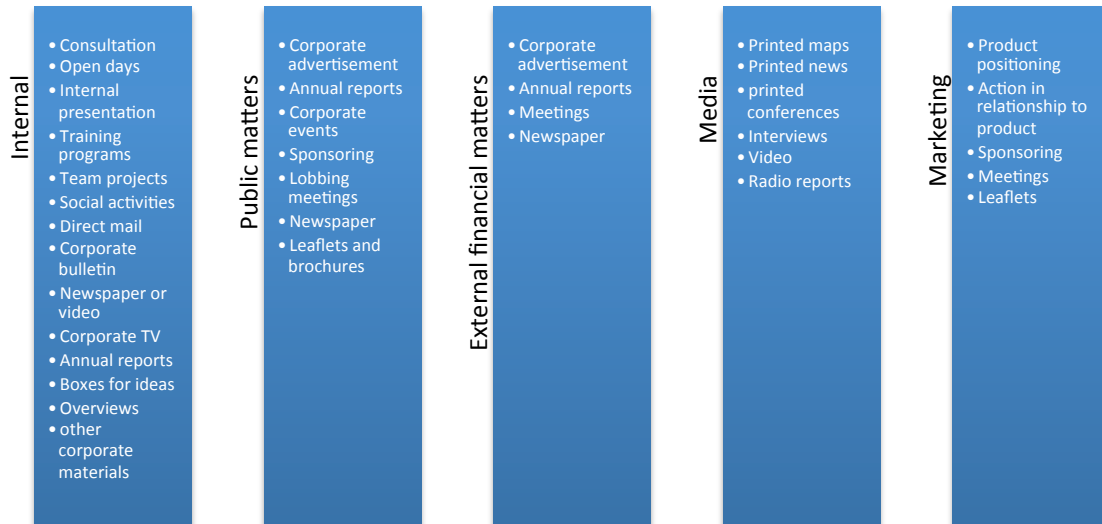 Internal
• Consultation
• Open days
• Internal
presentation
• Training
programs
• Team projects
• Social activities
• Direct mail
• Corporate
bulletin
• Newspaper or
video
• Corporate TV
• Annual reports
• Boxes for ideas
• Overviews
• other
corporate
materials
Public matters
• Corporate
advertisement
• Annual reports
• Corporate
events
• Sponsoring
• Lobbing
meetings
• Newspaper
• Leaflets and
brochures
External financial matters
• Corporate
advertisement
• Annual reports
• Meetings
• Newspaper
Media
• Printed maps
• Printed news
• printed
conferences
• Interviews
• Video
• Radio reports
Marketing
• Product
positioning
• Action in
relationship to
product
• Sponsoring
• Meetings
• Leaflets